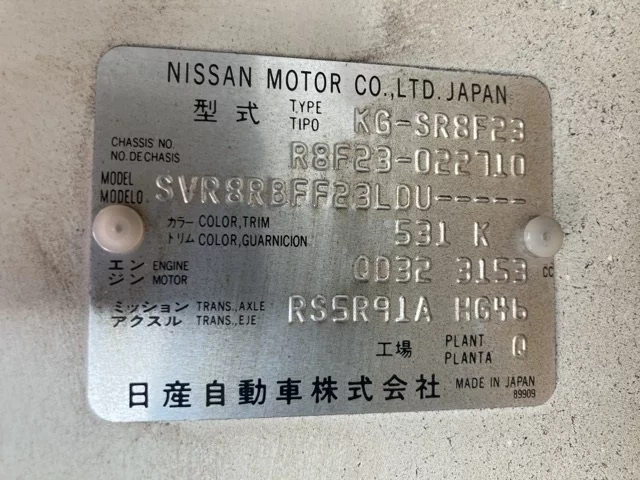 NISSAN MOTOR CO.,LTD. JAPAN
型式 TYPE TIPO KG-SR8F23
CHASSIS NO. NO. DE CHASIS R8F23-022710
MODEL MODELO SVR8RBFF23LDU-----
カラー COLOR, TRIM
トリム COLOR, GUARNICION 531 K
エンジン ENGINE MOTOR QD32 3153 CC
ミッション TRANS., AXLE
アクスル TRANS., EJE RS5R91A HG46
工場 PLANT PLANTA Q
日産自動車株式会社 MADE IN JAPAN
89909